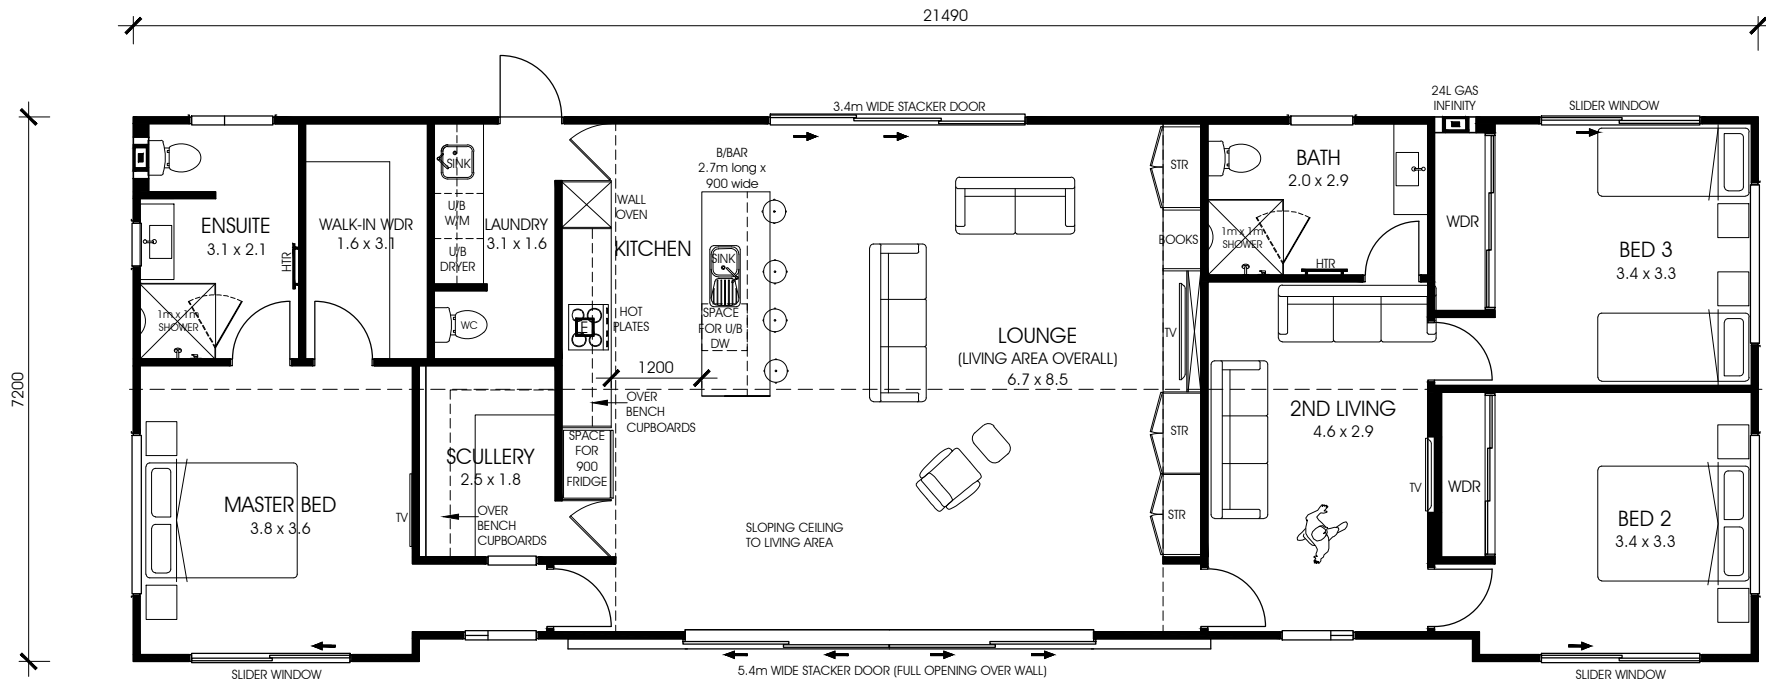 21490
7200
3.4m WIDE STACKER DOOR
24L GAS
INFINITY
SLIDER WINDOW
ENSUITE
3.1 x 2.1
HTR
1m x 1m
SHOWER
WALK-IN WDR
1.6 x 3.1
SINK
U/B
W/M
U/B
DRYER
LAUNDRY
3.1 x 1.6
WC
WALL
OVEN
B/BAR
2.7m long x
900 wide
KITCHEN
SINK
HOT
PLATES
E
SPACE
FOR U/B
DW
1200
OVER
BENCH
CUPBOARDS
SPACE
FOR
900
FRIDGE
SCULLERY
2.5 x 1.8
OVER
BENCH
CUPBOARDS
MASTER BED
3.8 x 3.6
TV
SLIDER WINDOW
LOUNGE
(LIVING AREA OVERALL)
6.7 x 8.5
SLOPING CEILING
TO LIVING AREA
5.4m WIDE STACKER DOOR (FULL OPENING OVER WALL)
STR
BOOKS
TV
STR
STR
BATH
2.0 x 2.9
1m x 1m
SHOWER
HTR
2ND LIVING
4.6 x 2.9
TV
WDR
BED 3
3.4 x 3.3
WDR
BED 2
3.4 x 3.3
SLIDER WINDOW